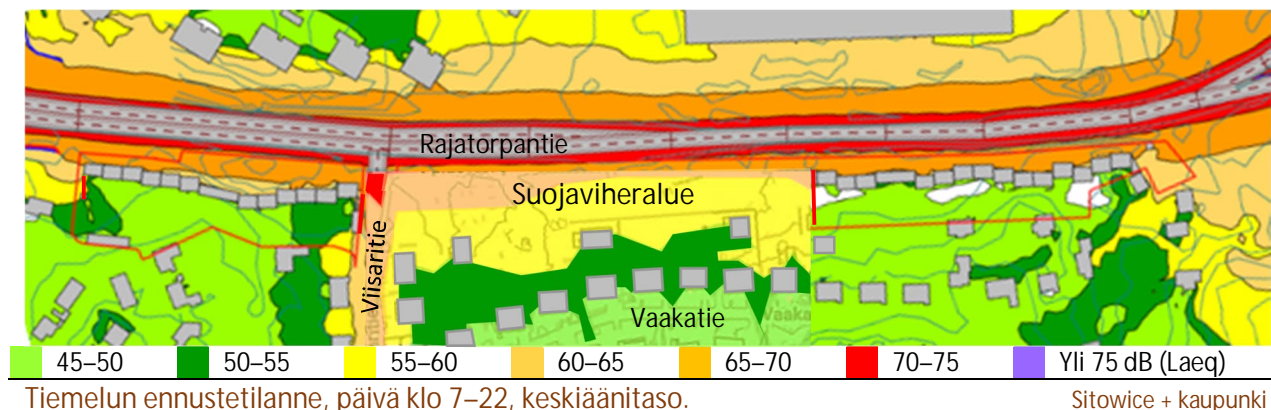 Rajatorpantie
Suojaviheralue
Viisaritie
Vaakatie
45–50 50–55 55–60 60–65 65–70 70–75 Yli 75 dB (Laeq)
Tiemelun ennustetilanne, päivä klo 7–22, keskiäänitaso. Sitowice + kaupunki